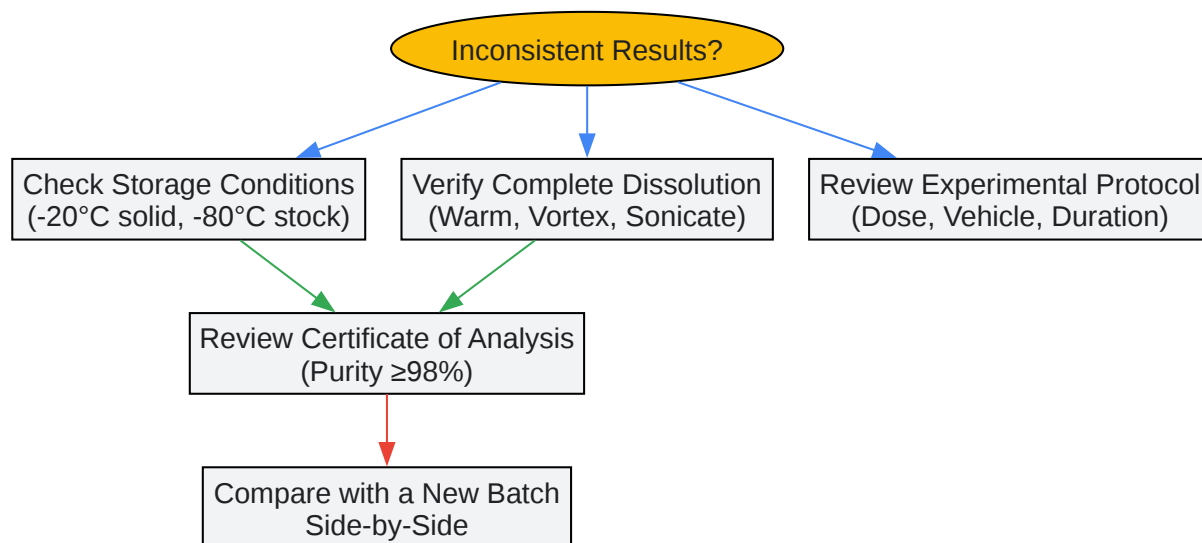 Inconsistent Results?
Check Storage Conditions
(-20°C solid, -80°C stock)
Verify Complete Dissolution
(Warm, Vortex, Sonicate)
Review Experimental Protocol
(Dose, Vehicle, Duration)
Review Certificate of Analysis
(Purity ≥98%)
Compare with a New Batch
Side-by-Side